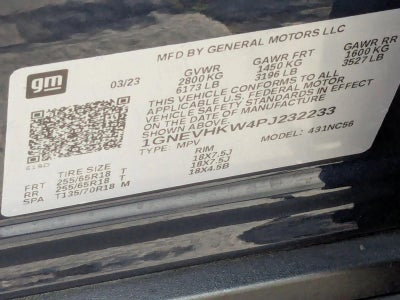 gm
MFD BY GENERAL MOTORS LLC
03/23
GVWR GAWR FRT GAWR RR
2800 KG 1450 KG 1600 KG
6173 LB 3196 LB 3527 LB
THIS VEHICLE CONFORMS TO ALL
APPLICABLE U.S. FEDERAL MOTOR
VEHICLE SAFETY STANDARDS IN EFFECT
ON THE DATE OF MANUFACTURE
SHOWN ABOVE.
1GNEVHKW4PJ232233
TYPE: MPV MODEL: 431NC56
TIRE SIZE RIM
FRT 255/65R18 T 18X7.5J
RR 255/65R18 T 18X7.5J
SPA T135/70R18 M 18X4.5B